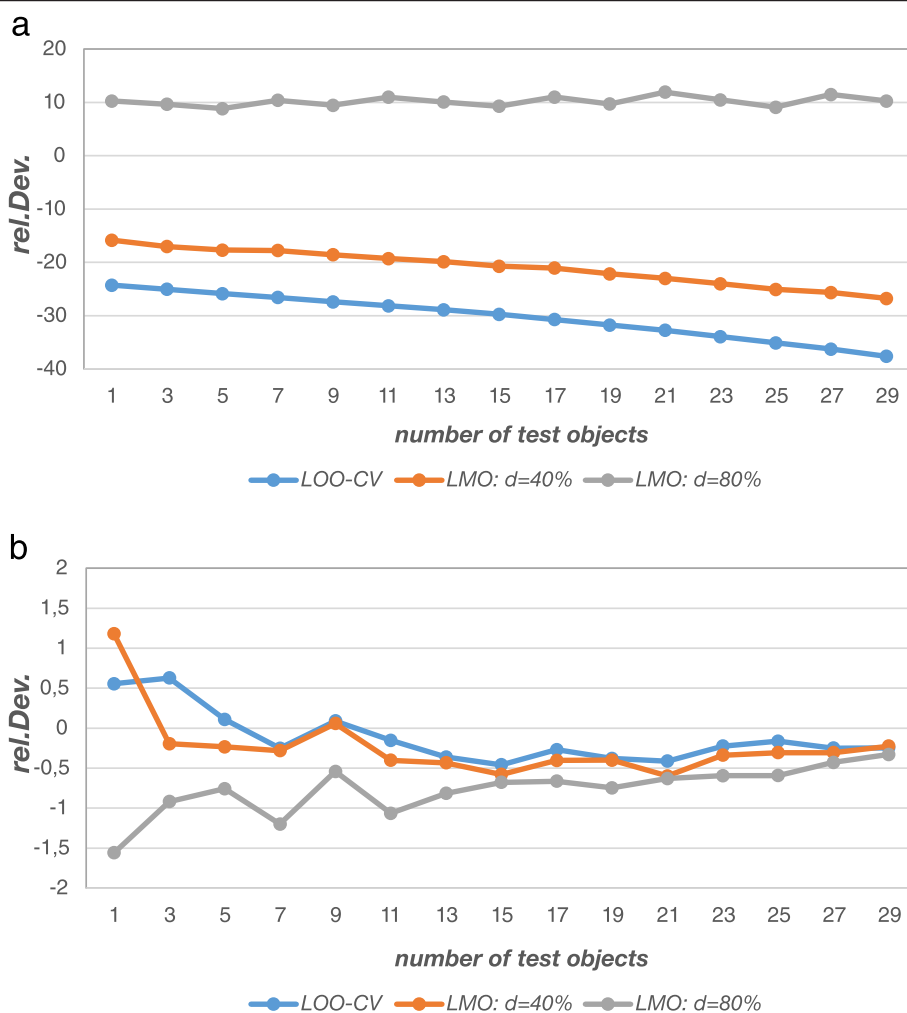 a
20
10
0
-10
-20
-30
-40
rel.Dev.
1 3 5 7 9 11 13 15 17 19 21 23 25 27 29
number of test objects
LOO-CV LMO: d=40% LMO: d=80%
b
2
1,5
1
0,5
0
-0,5
-1
-1,5
-2
rel.Dev.
1 3 5 7 9 11 13 15 17 19 21 23 25 27 29
number of test objects
LOO-CV LMO: d=40% LMO: d=80%